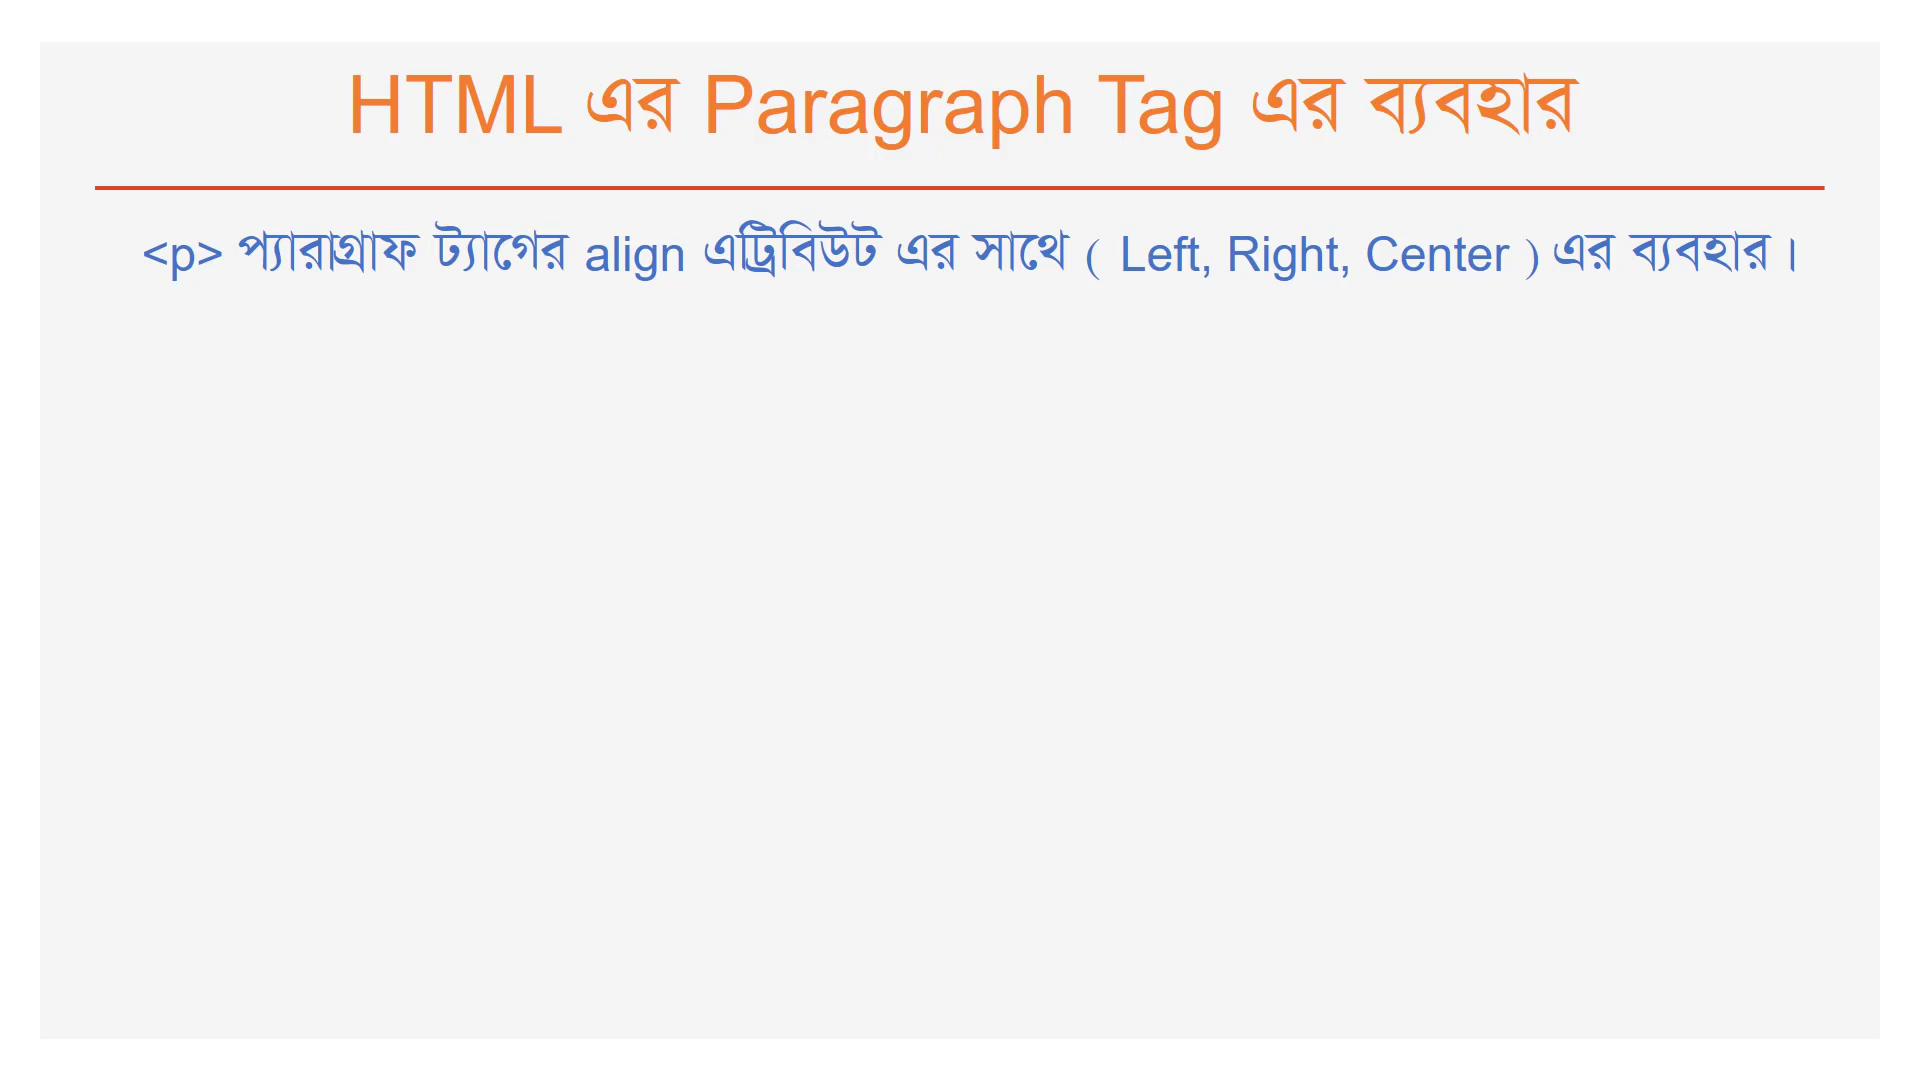 HTML এর Paragraph Tag এর ব্যবহার
<p> প্যারাগ্রাফ ট্যাগের align এট্রিবিউট এর সাথে ( Left, Right, Center ) এর ব্যবহার।